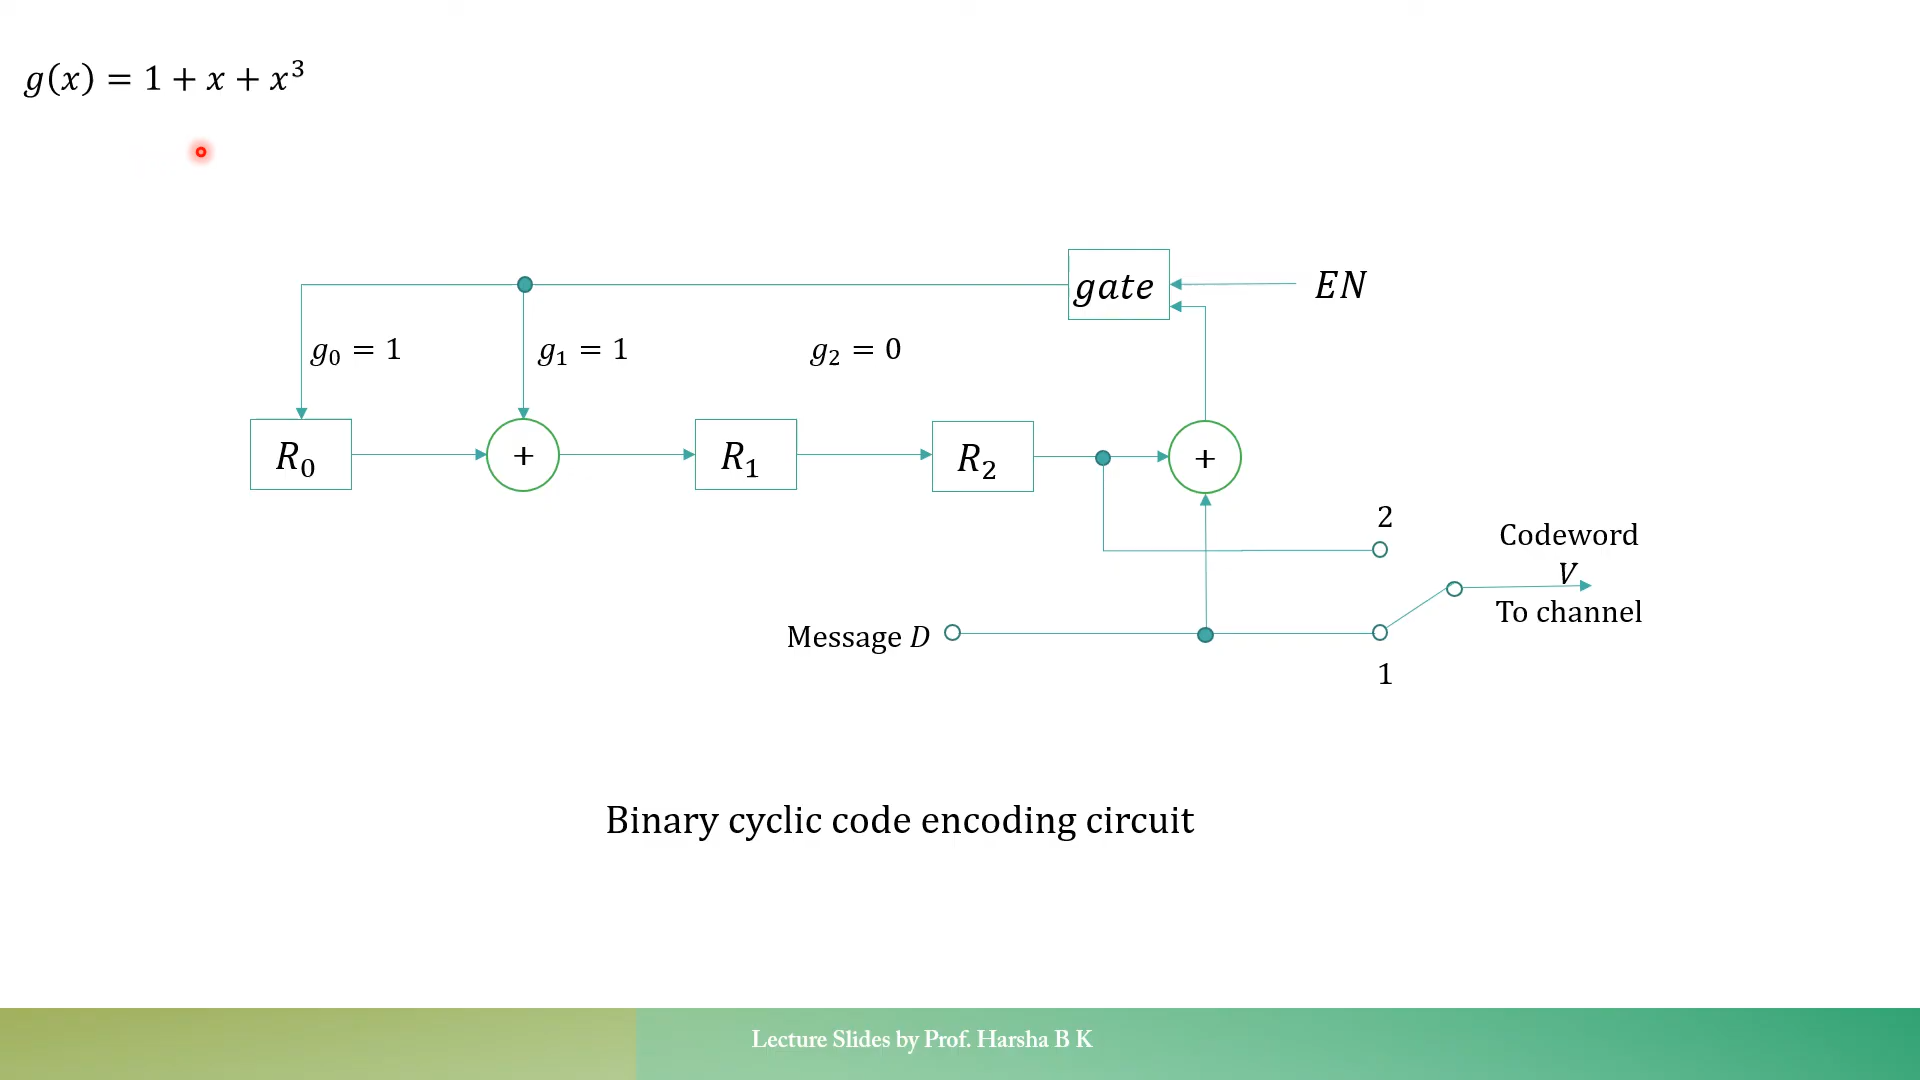 g(x) = 1 + x + x³
gate
EN
g₀ = 1
g₁ = 1
g₂ = 0
R₀
+
R₁
R₂
+
2
Codeword
V
To channel
Message D
1
Binary cyclic code encoding circuit
Lecture Slides by Prof. Harsha B K